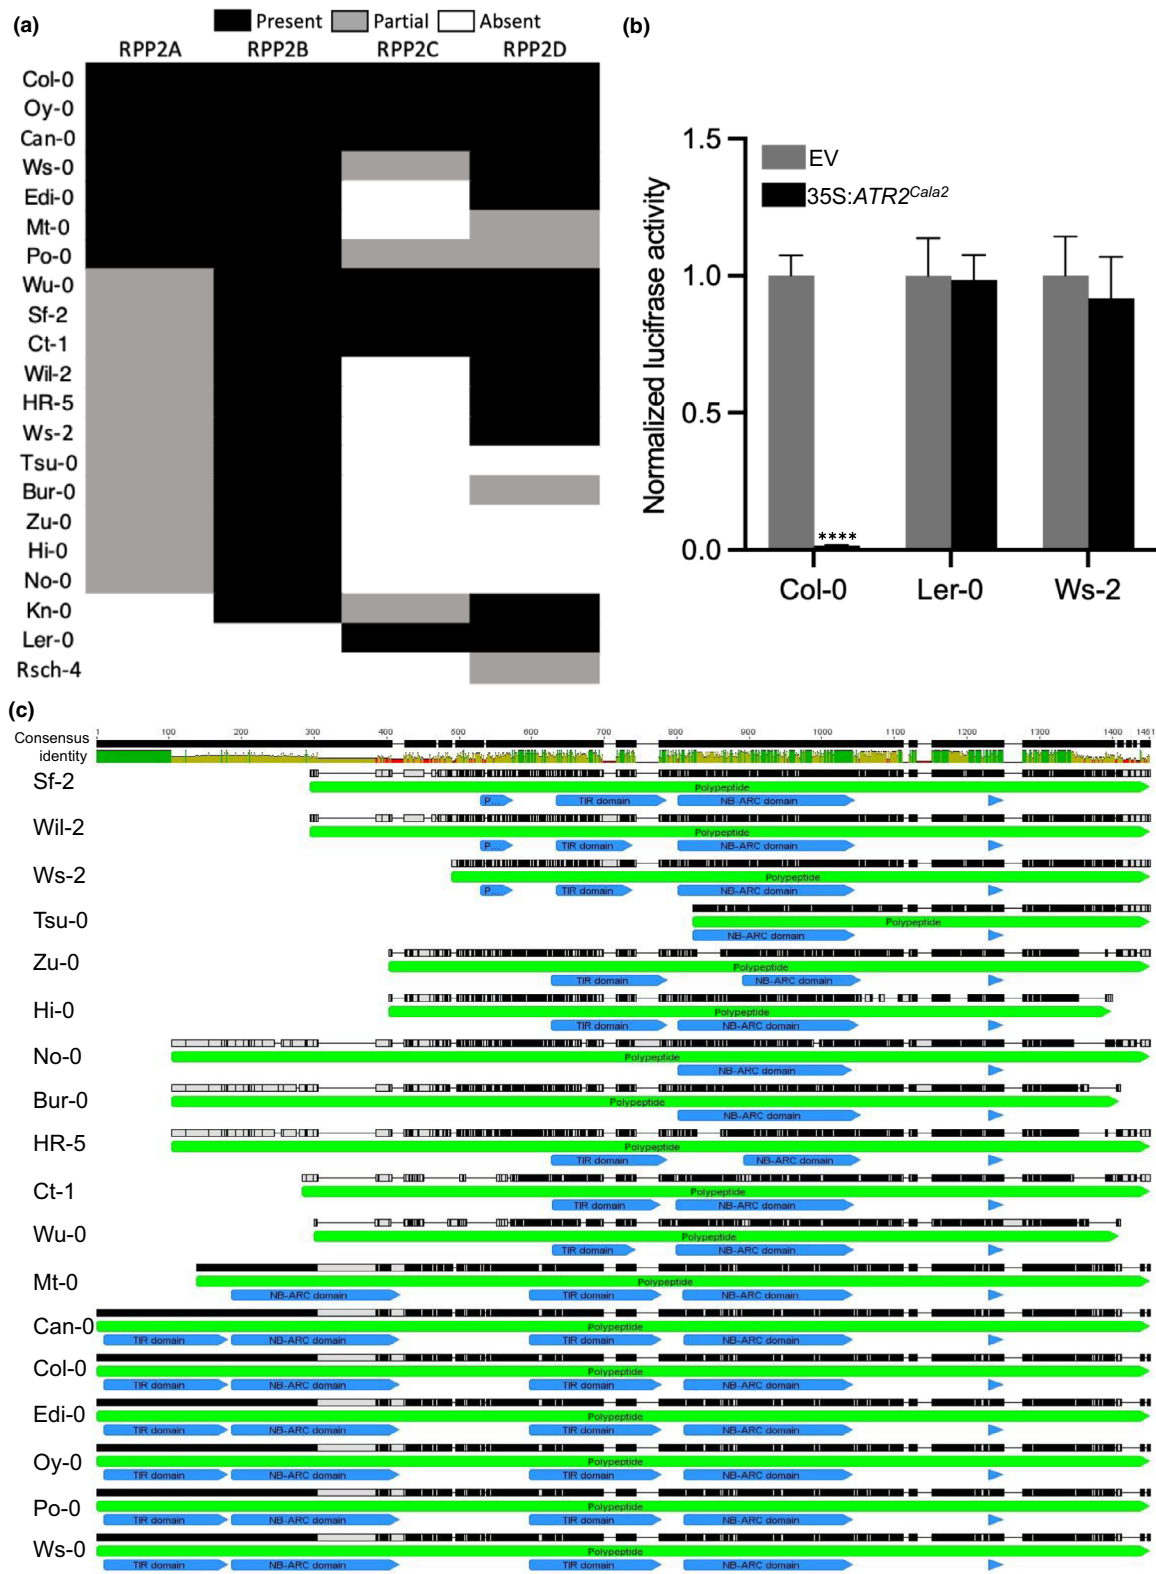 (a)
Present Partial Absent
RPP2A RPP2B RPP2C RPP2D
Col-0
Oy-0
Can-0
Ws-0
Edi-0
Mt-0
Po-0
Wu-0
Sf-2
Ct-1
Wil-2
HR-5
Ws-2
Tsu-0
Bur-0
Zu-0
Hi-0
No-0
Kn-0
Ler-0
Rsch-4
(b)
EV
35S:ATR2Cala2
Normalized lucifrase activity
1.5
1.0
0.5
0.0
****
Col-0 Ler-0 Ws-2
(c)
1 100 200 300 400 500 600 700 800 900 1000 1100 1200 1300 1400 1451
Consensus
identity
Sf-2
Polypeptide
P... TIR domain NB-ARC domain
Wil-2
Polypeptide
P... TIR domain NB-ARC domain
Ws-2
Polypeptide
P... TIR domain NB-ARC domain
Tsu-0
Polypeptide
NB-ARC domain
Zu-0
Polypeptide
TIR domain NB-ARC domain
Hi-0
Polypeptide
TIR domain NB-ARC domain
No-0
Polypeptide
NB-ARC domain
Bur-0
Polypeptide
NB-ARC domain
HR-5
Polypeptide
TIR domain NB-ARC domain
Ct-1
Polypeptide
TIR domain NB-ARC domain
Wu-0
Polypeptide
TIR domain NB-ARC domain
Mt-0
Polypeptide
NB-ARC domain TIR domain NB-ARC domain
Can-0
Polypeptide
TIR domain NB-ARC domain TIR domain NB-ARC domain
Col-0
Polypeptide
TIR domain NB-ARC domain TIR domain NB-ARC domain
Edi-0
Polypeptide
TIR domain NB-ARC domain TIR domain NB-ARC domain
Oy-0
Polypeptide
TIR domain NB-ARC domain TIR domain NB-ARC domain
Po-0
Polypeptide
TIR domain NB-ARC domain TIR domain NB-ARC domain
Ws-0
Polypeptide
TIR domain NB-ARC domain TIR domain NB-ARC domain